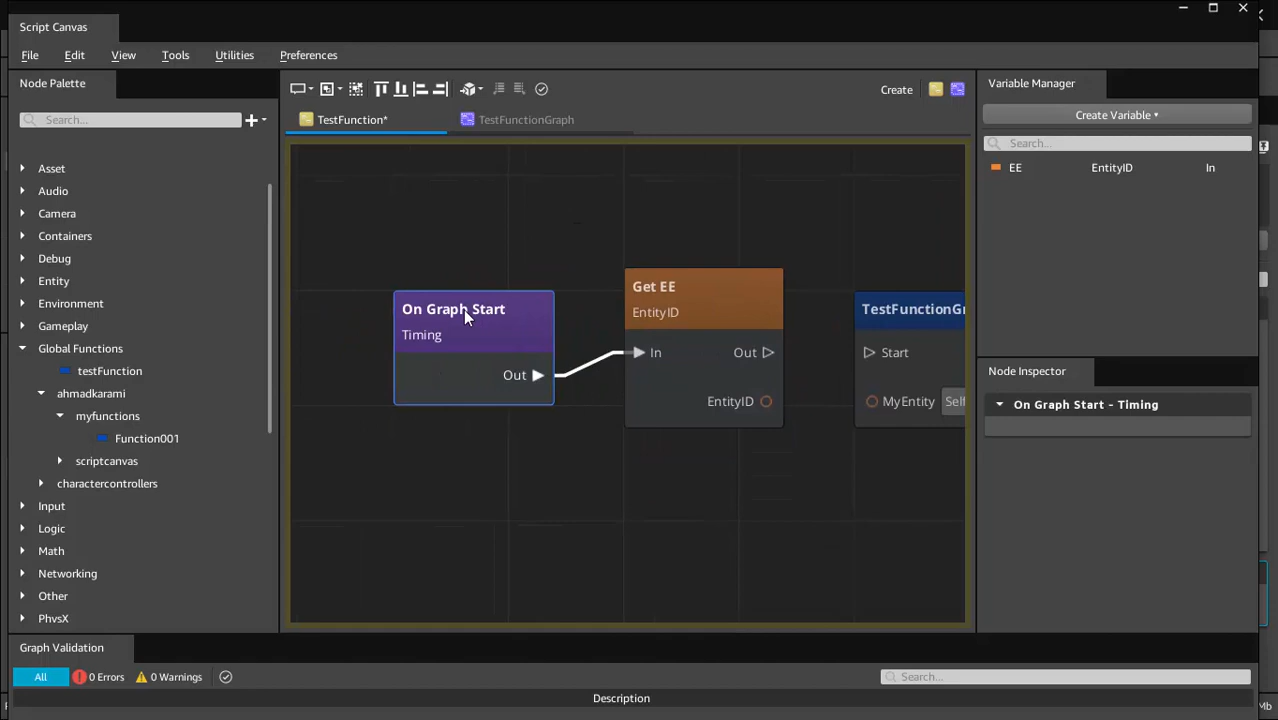 Script Canvas
File Edit View Tools Utilities Preferences
Node Palette
Search...
Asset
Audio
Camera
Containers
Debug
Entity
Environment
Gameplay
Global Functions
testFunction
ahmadkarami
myfunctions
Function001
scriptcanvas
charactercontrollers
Input
Logic
Math
Networking
Other
PhysX
Create
TestFunction*
TestFunctionGraph
On Graph Start
Timing
Out
Get EE
EntityID
In Out
EntityID
TestFunctionGr
Start
MyEntity Self
Variable Manager
Create Variable
Search...
EE EntityID In
Node Inspector
On Graph Start - Timing
Graph Validation
All 0 Errors 0 Warnings
Search...
Description
Mb